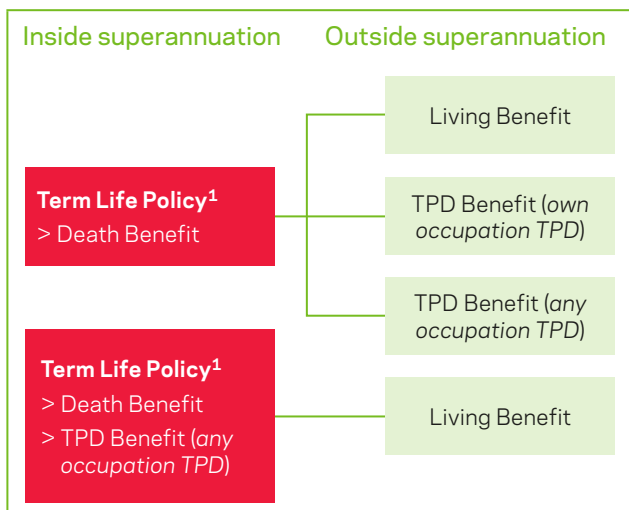 Inside superannuation
Outside superannuation
Term Life Policy¹
> Death Benefit
Living Benefit
TPD Benefit (own
occupation TPD)
TPD Benefit (any
occupation TPD)
Term Life Policy¹
> Death Benefit
> TPD Benefit (any
occupation TPD)
Living Benefit